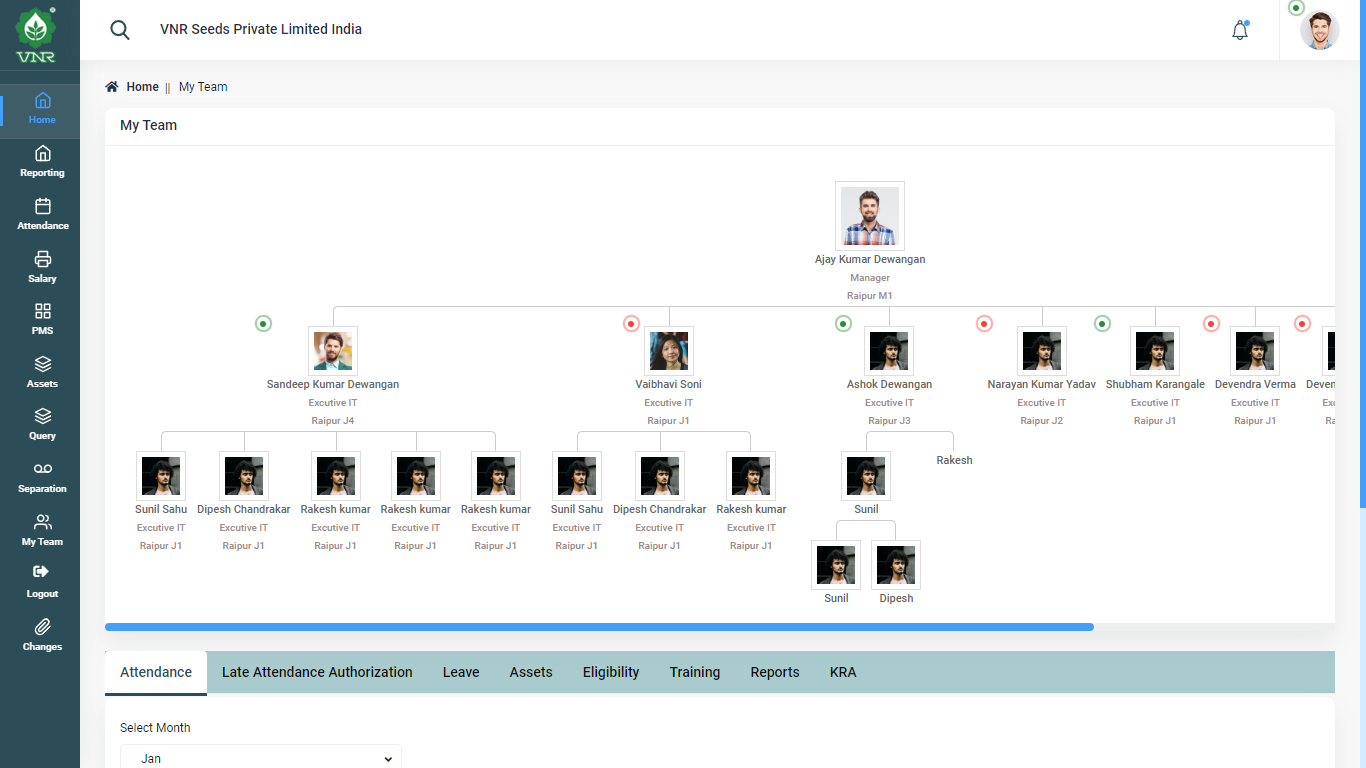 VNR
VNR Seeds Private Limited India
Home || My Team
My Team
Home
Reporting
Attendance
Salary
PMS
Assets
Query
Separation
My Team
Logout
Changes
Ajay Kumar Dewangan
Manager
Raipur M1
Sandeep Kumar Dewangan
Excutive IT
Raipur J4
Vaibhavi Soni
Excutive IT
Raipur J1
Ashok Dewangan
Excutive IT
Raipur J3
Narayan Kumar Yadav
Excutive IT
Raipur J2
Shubham Karangale
Excutive IT
Raipur J1
Devendra Verma
Excutive IT
Raipur J1
Sunil Sahu
Excutive IT
Raipur J1
Dipesh Chandrakar
Excutive IT
Raipur J1
Rakesh kumar
Excutive IT
Raipur J1
Rakesh kumar
Excutive IT
Raipur J1
Rakesh kumar
Excutive IT
Raipur J1
Sunil Sahu
Excutive IT
Raipur J1
Dipesh Chandrakar
Excutive IT
Raipur J1
Rakesh kumar
Excutive IT
Raipur J1
Sunil
Rakesh
Sunil
Dipesh
Attendance Late Attendance Authorization Leave Assets Eligibility Training Reports KRA
Select Month
Jan